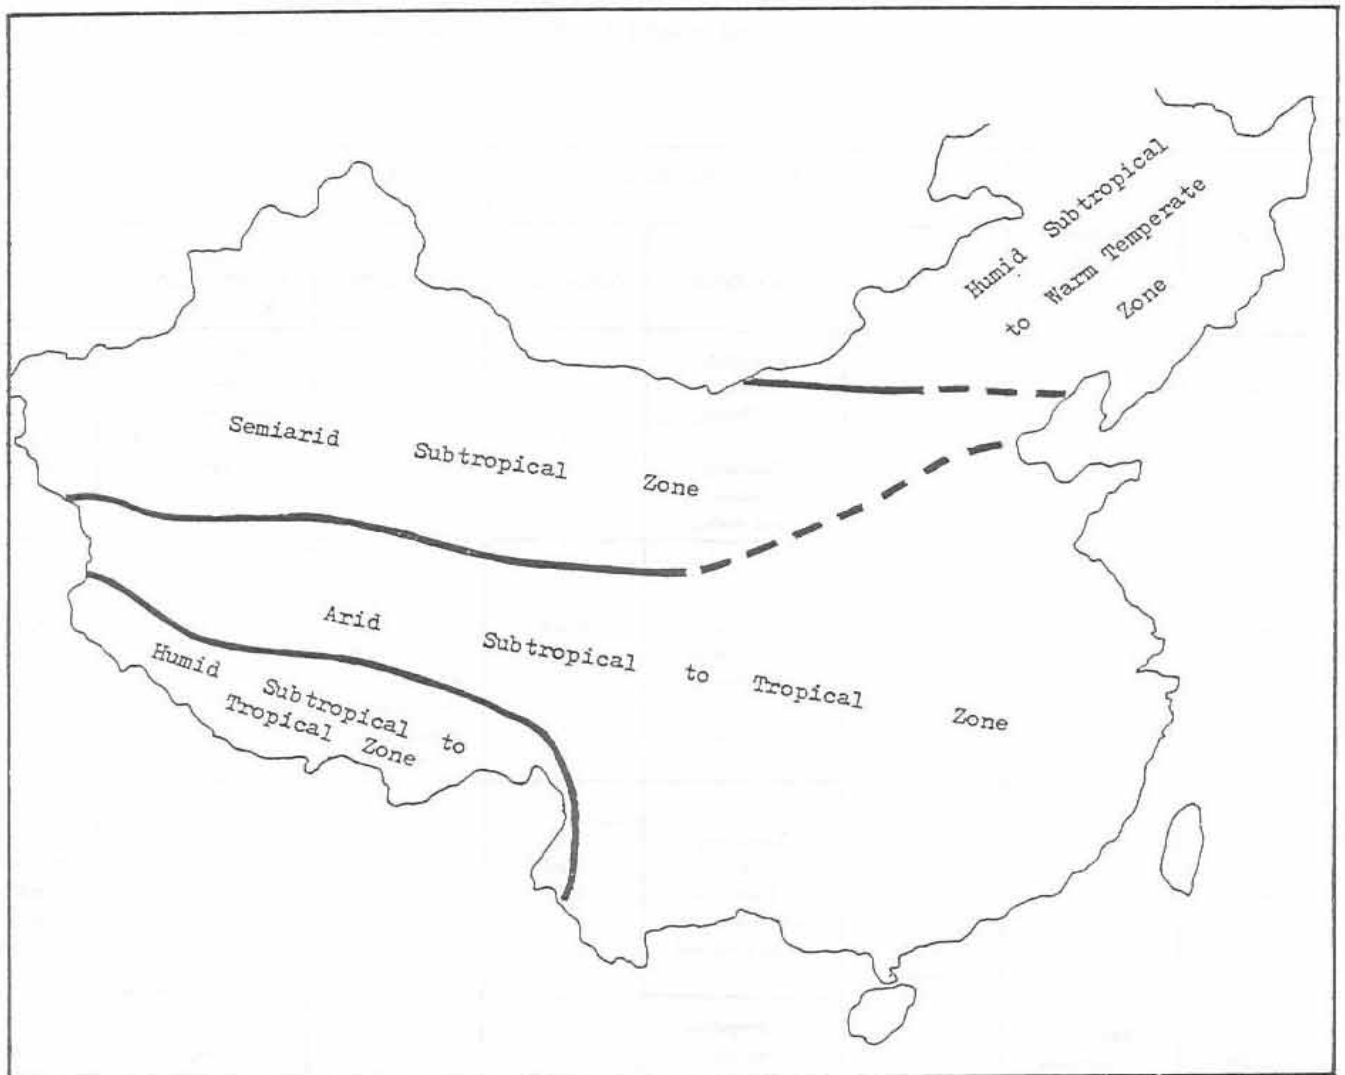 Humid Subtropical
to Warm Temperate
Zone
Semiarid Subtropical Zone
Arid Subtropical to Tropical Zone
Humid Subtropical to
Tropical Zone